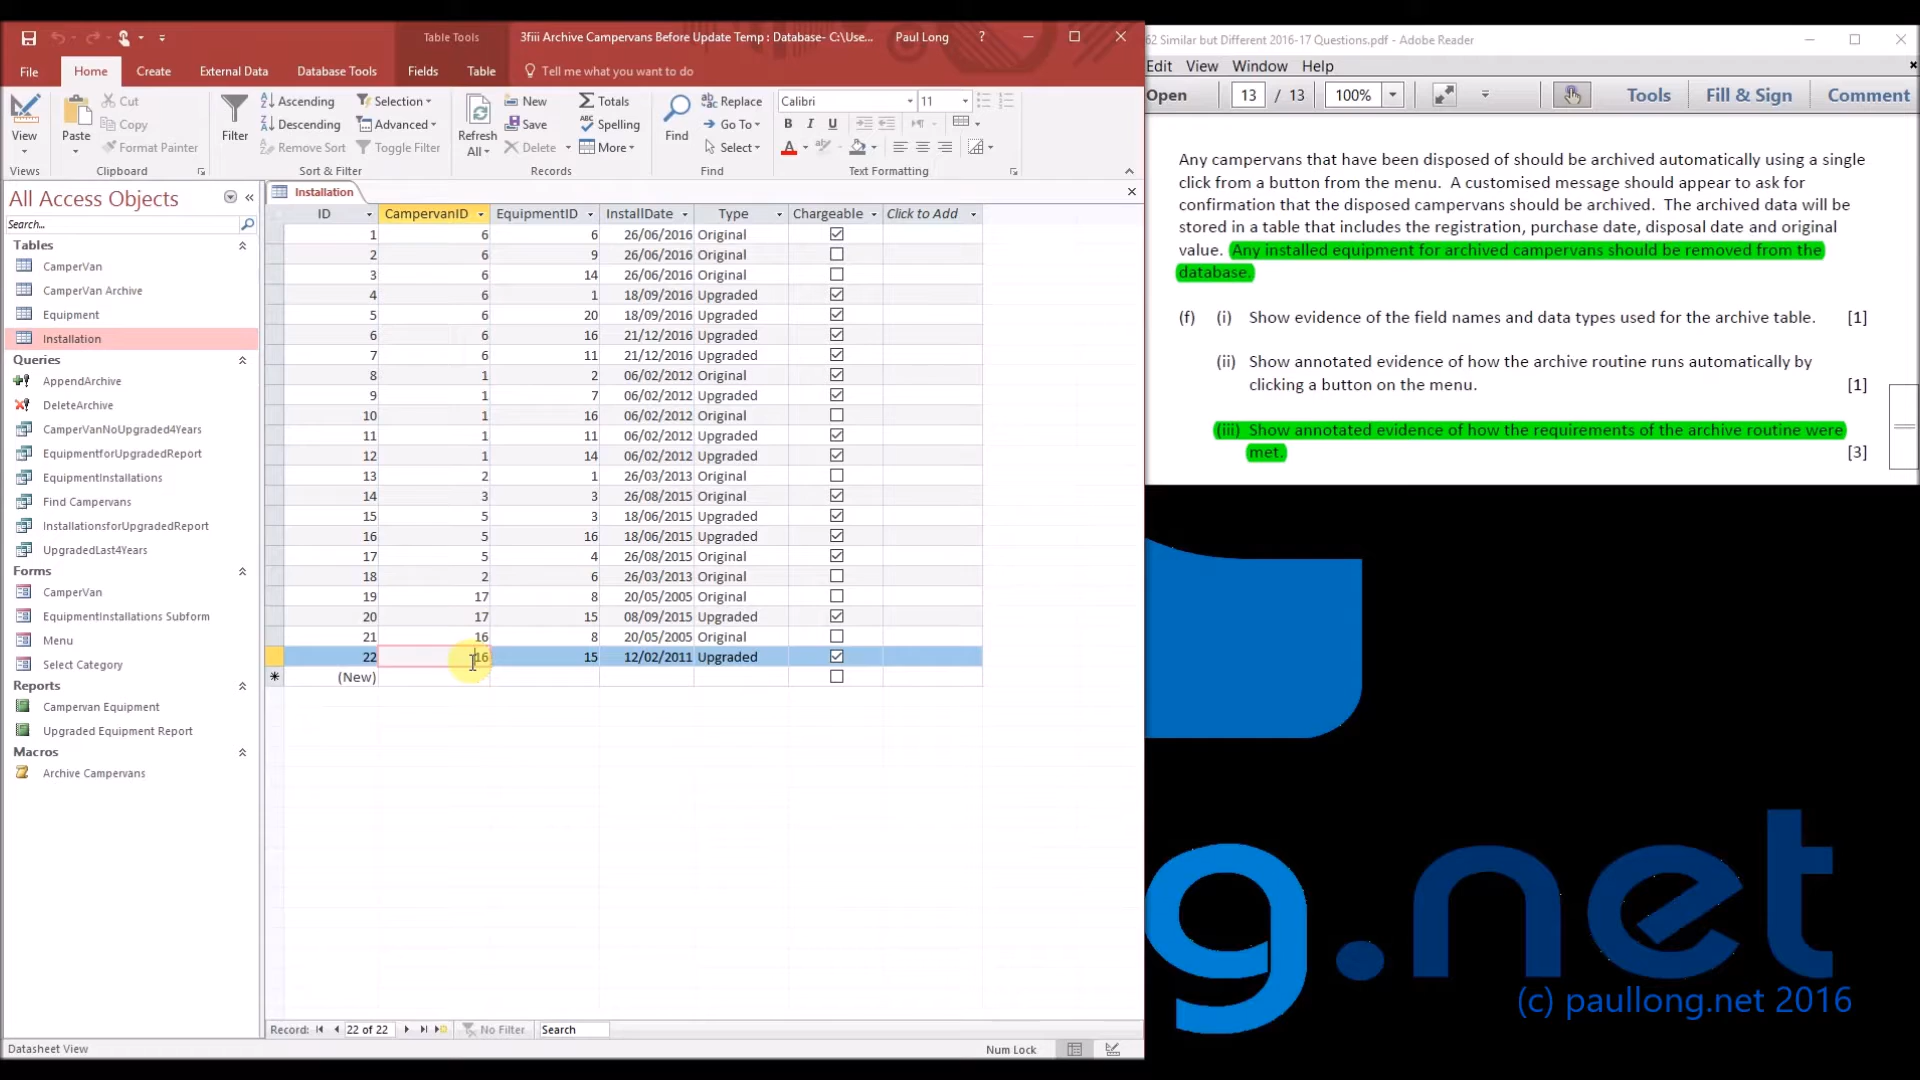 Table Tools
3fiii Archive Campervans Before Update Temp : Database- C:\Use...
Paul Long
?
File
Home
Create
External Data
Database Tools
Fields
Table
Tell me what you want to do
View
Views
Paste
Cut
Copy
Format Painter
Clipboard
Filter
Ascending
Descending
Remove Sort
Selection
Advanced
Toggle Filter
Sort & Filter
Refresh
All
New
Save
Delete
Totals
Spelling
More
Records
Find
Replace
Go To
Select
Find
Calibri
11
B I U
A
Text Formatting
All Access Objects
Search...
Tables
CamperVan
CamperVan Archive
Equipment
Installation
Queries
AppendArchive
DeleteArchive
CamperVanNoUpgraded4Years
EquipmentforUpgradedReport
EquipmentInstallations
Find Campervans
InstallationsforUpgradedReport
UpgradedLast4Years
Forms
CamperVan
EquipmentInstallations Subform
Menu
Select Category
Reports
Campervan Equipment
Upgraded Equipment Report
Macros
Archive Campervans
Installation
ID CampervanID EquipmentID InstallDate Type Chargeable Click to Add
1 6 6 26/06/2016 Original
2 6 9 26/06/2016 Original
3 6 14 26/06/2016 Original
4 6 1 18/09/2016 Upgraded
5 6 20 18/09/2016 Upgraded
6 6 16 21/12/2016 Upgraded
7 6 11 21/12/2016 Upgraded
8 1 2 06/02/2012 Original
9 1 7 06/02/2012 Upgraded
10 1 16 06/02/2012 Original
11 1 11 06/02/2012 Upgraded
12 1 14 06/02/2012 Upgraded
13 2 1 26/03/2013 Original
14 3 3 26/08/2015 Original
15 5 3 18/06/2015 Upgraded
16 5 16 18/06/2015 Upgraded
17 5 4 26/08/2015 Original
18 2 6 26/03/2013 Original
19 17 8 20/05/2005 Original
20 17 15 08/09/2015 Upgraded
21 16 8 20/05/2005 Original
22 16 15 12/02/2011 Upgraded
(New)
Record: 22 of 22 No Filter Search
Datasheet View
Num Lock
62 Similar but Different 2016-17 Questions.pdf - Adobe Reader
Edit View Window Help
Open 13 / 13 100% Tools Fill & Sign Comment
Any campervans that have been disposed of should be archived automatically using a single
click from a button from the menu. A customised message should appear to ask for
confirmation that the disposed campervans should be archived. The archived data will be
stored in a table that includes the registration, purchase date, disposal date and original
value. Any installed equipment for archived campervans should be removed from the
database.
(f) (i) Show evidence of the field names and data types used for the archive table. [1]
(ii) Show annotated evidence of how the archive routine runs automatically by
clicking a button on the menu. [1]
(iii) Show annotated evidence of how the requirements of the archive routine were
met. [3]
g.net
(c) paullong.net 2016